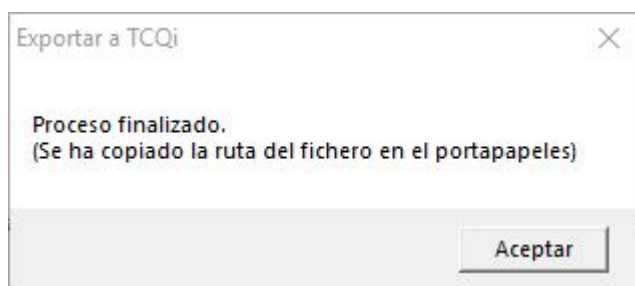 Exportar a TCQi
Proceso finalizado.
(Se ha copiado la ruta del fichero en el portapapeles)
Aceptar